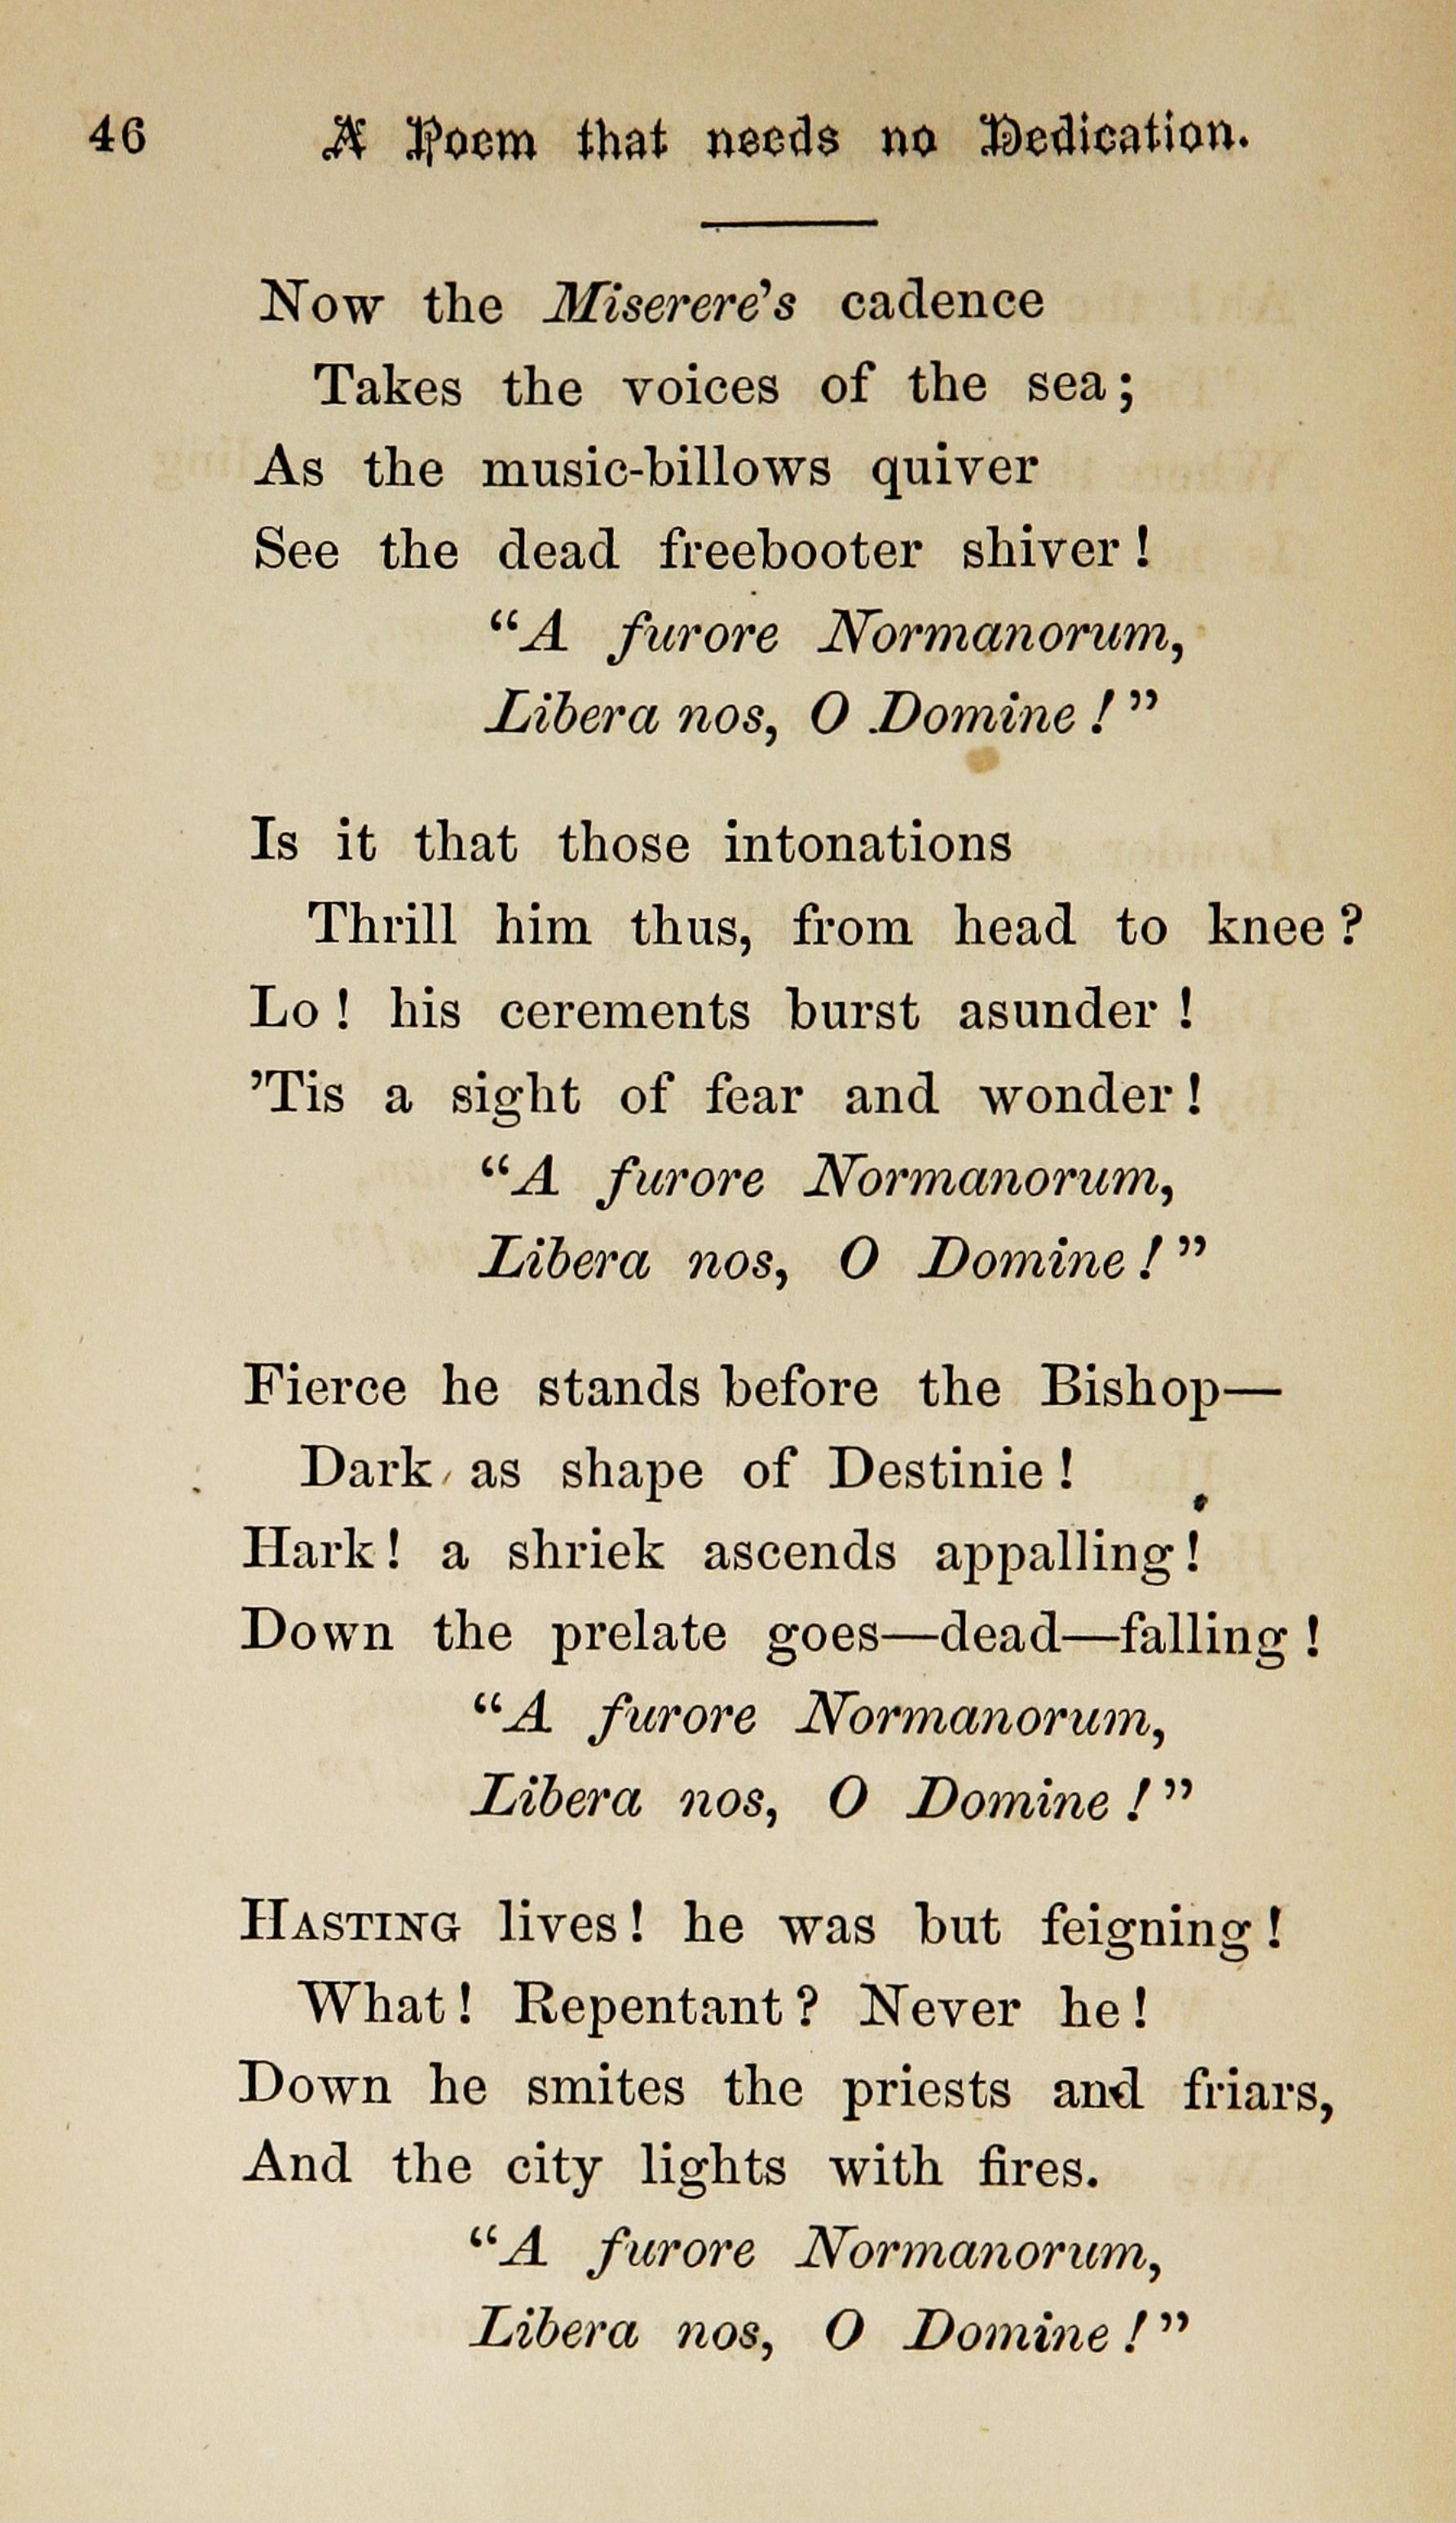 46 A Poem that needs no Dedication.
Now the Miserere's cadence
Takes the voices of the sea;
As the music-billows quiver
See the dead freebooter shiver!
“A furore Normanorum,
Libera nos, O Domine!”
Is it that those intonations
Thrill him thus, from head to knee?
Lo! his cerements burst asunder!
’Tis a sight of fear and wonder!
“A furore Normanorum,
Libera nos, O Domine!”
Fierce he stands before the Bishop—
Dark as shape of Destinie!
Hark! a shriek ascends appalling!
Down the prelate goes—dead—falling!
“A furore Normanorum,
Libera nos, O Domine!”
HASTING lives! he was but feigning!
What! Repentant? Never he!
Down he smites the priests and friars,
And the city lights with fires.
“A furore Normanorum,
Libera nos, O Domine!”